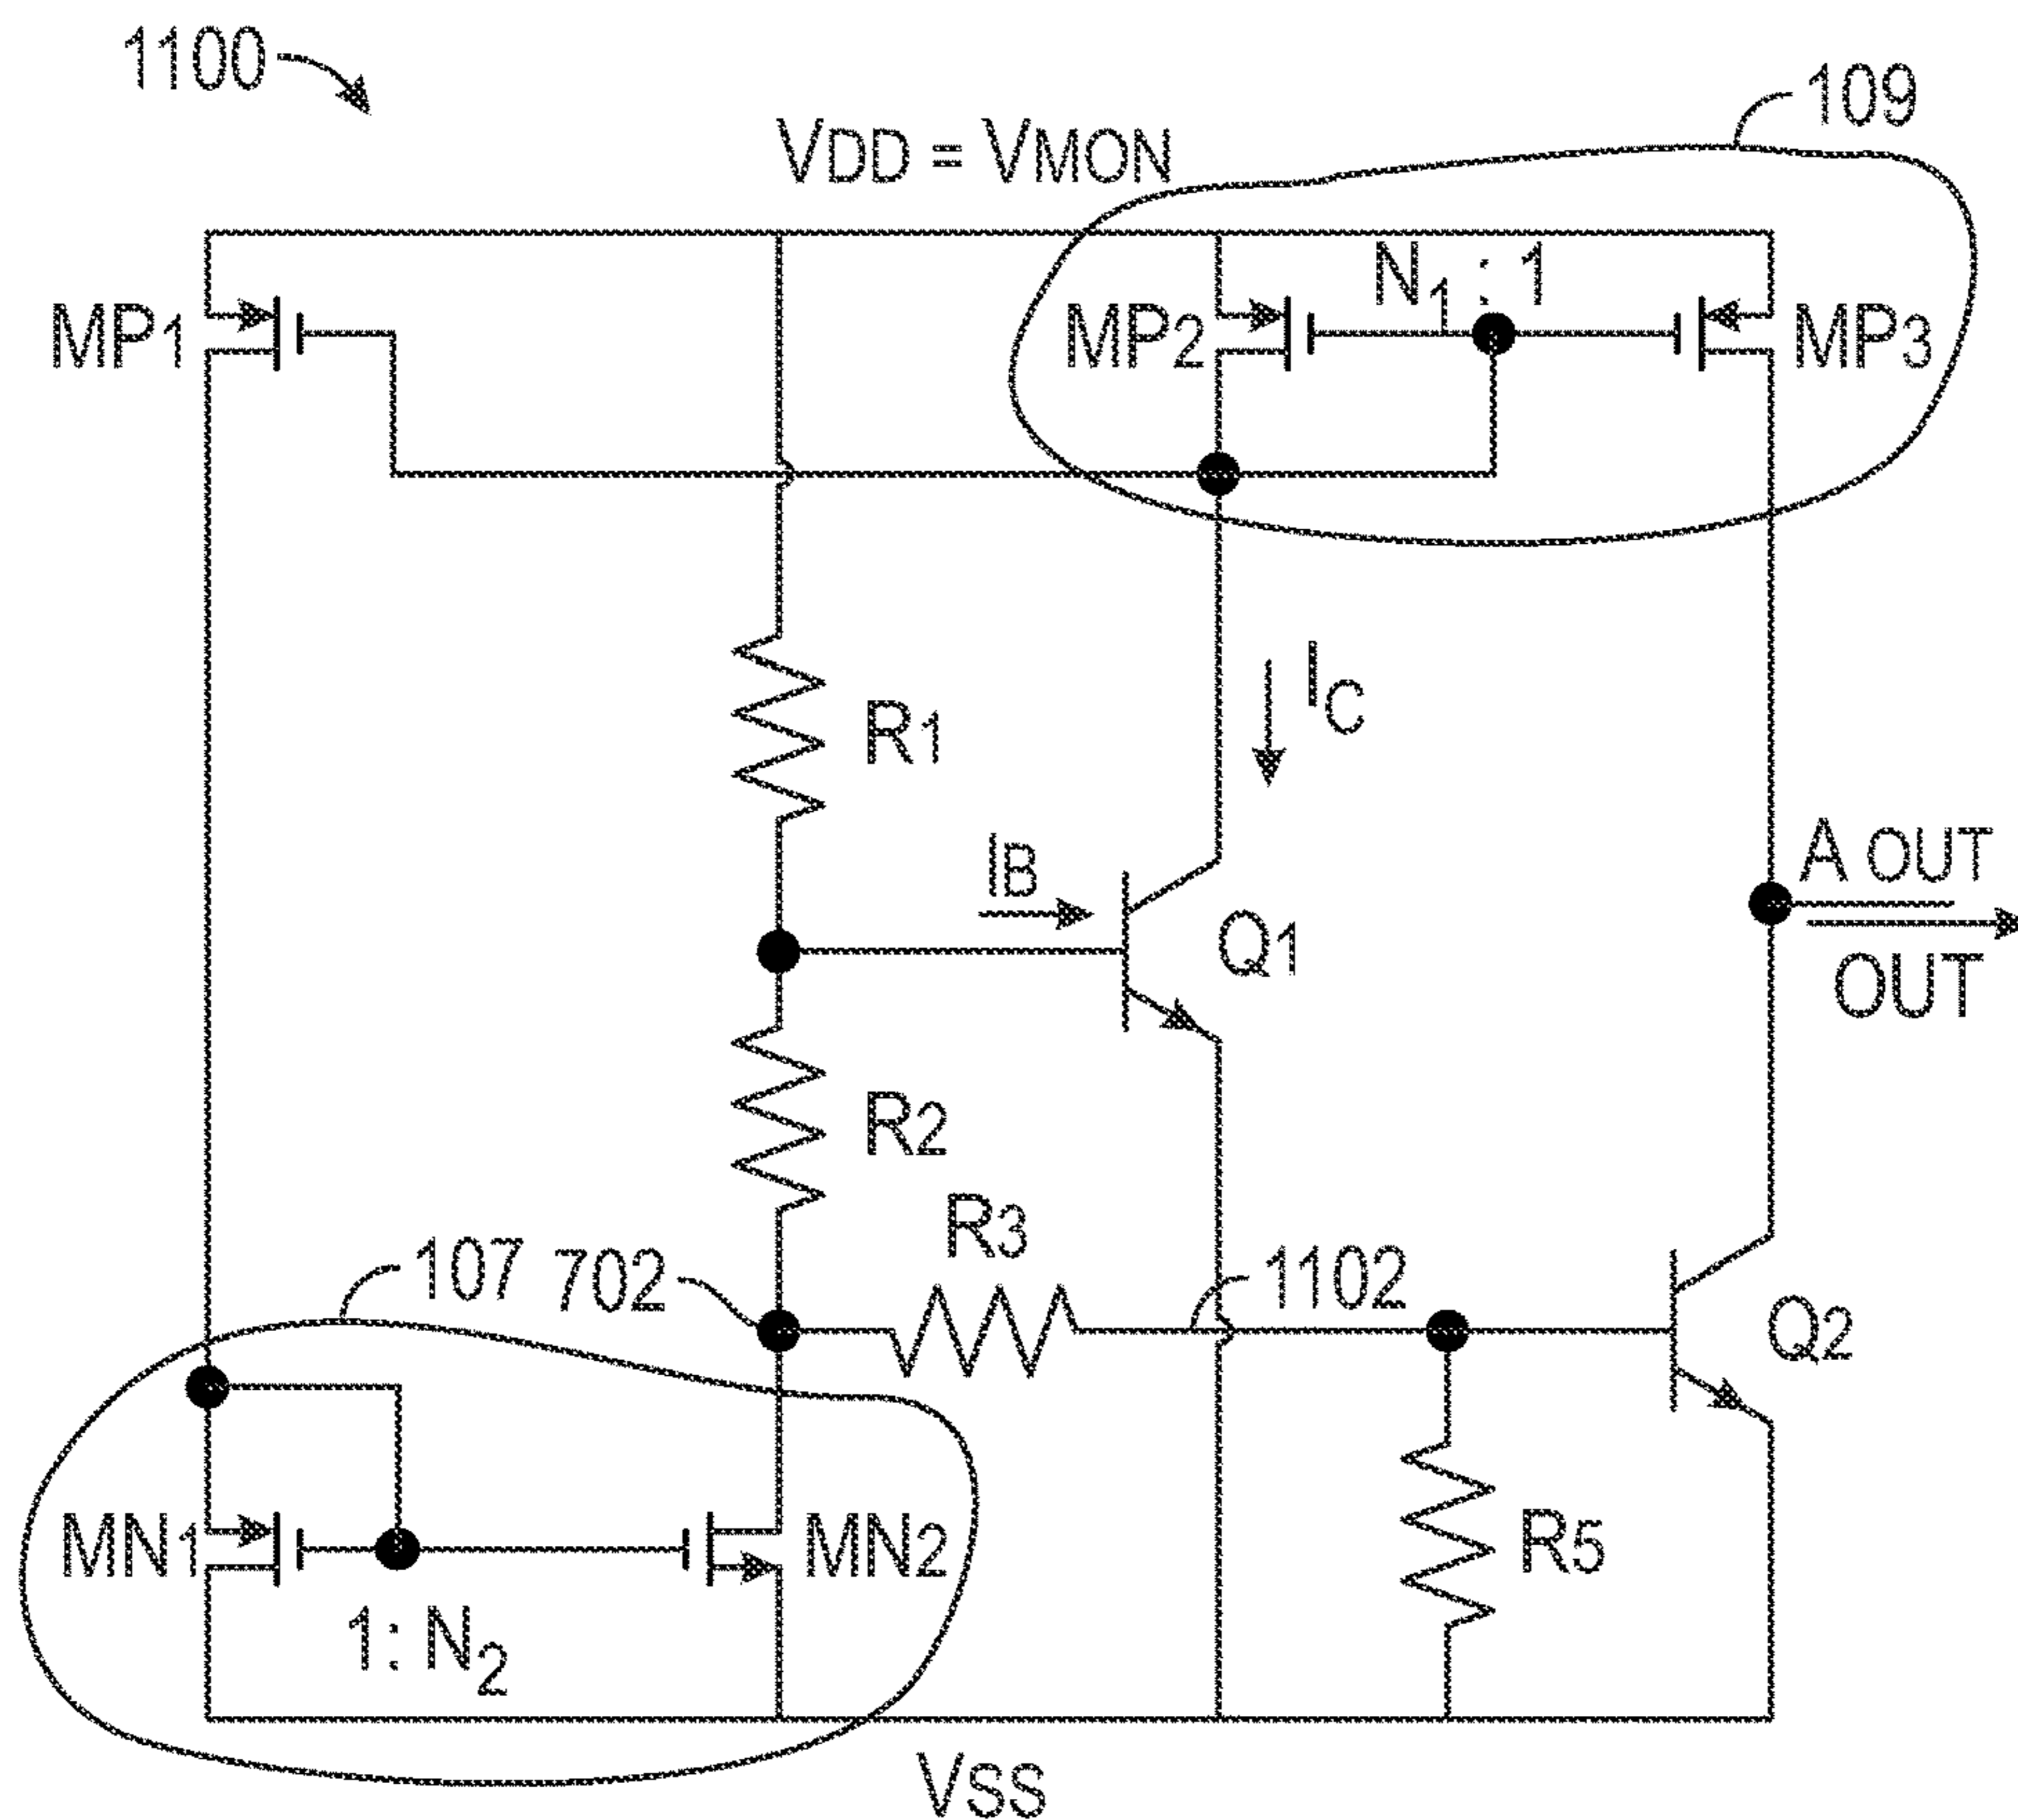 1100
109
VDD = VMON
N1 : 1
MP1
MP2
MP3
R1
IC
IB
Q1
A OUT
OUT
R2
R3
107
702
1102
Q2
MN1
MN2
R5
1: N2
VSS